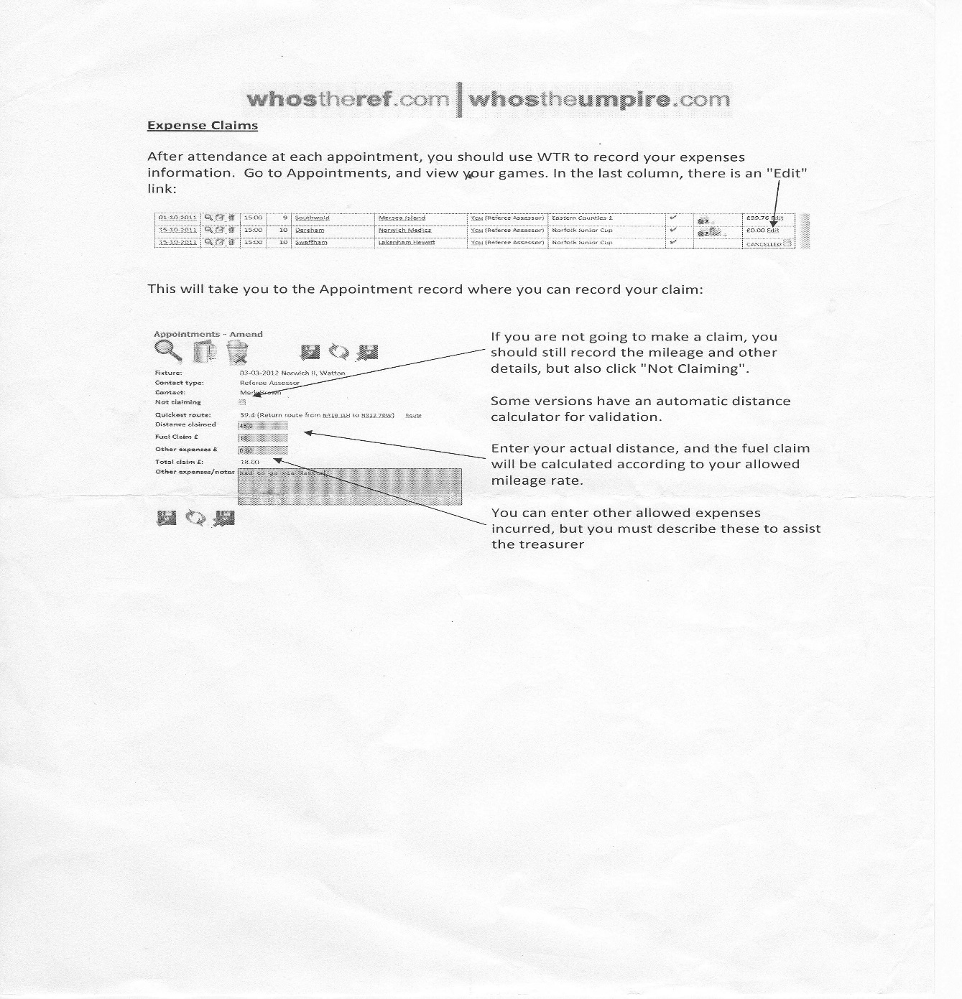 whostheref.com | whostheumpire.com
Expense Claims
After attendance at each appointment, you should use WTR to record your expenses
information. Go to Appointments, and view your games. In the last column, there is an "Edit"
link:
01-10-2011 15:00 9 Southwold Mersea Island You (Referee Assessor) Eastern Counties 1 £39.76 Edit
15-10-2011 15:00 10 Dereham Norwich Medics You (Referee Assessor) Norfolk Junior Cup £0.00 Edit
15-10-2011 15:00 10 Swaffham Lakenham Hewett You (Referee Assessor) Norfolk Junior Cup CANCELLED
This will take you to the Appointment record where you can record your claim:
Appointments - Amend
Fixture: 03-03-2012 Norwich II, Watton
Contact type: Referee Assessor
Contact: Mark Brown
Not claiming
Quickest route: 39.4 (Return route from NR19 1LH to NR12 7BW) Route
Distance claimed
Fuel Claim £ 18
Other expenses £ 0.00
Total claim £: 18.00
Other expenses/notes had to go via
If you are not going to make a claim, you
should still record the mileage and other
details, but also click "Not Claiming".
Some versions have an automatic distance
calculator for validation.
Enter your actual distance, and the fuel claim
will be calculated according to your allowed
mileage rate.
You can enter other allowed expenses
incurred, but you must describe these to assist
the treasurer